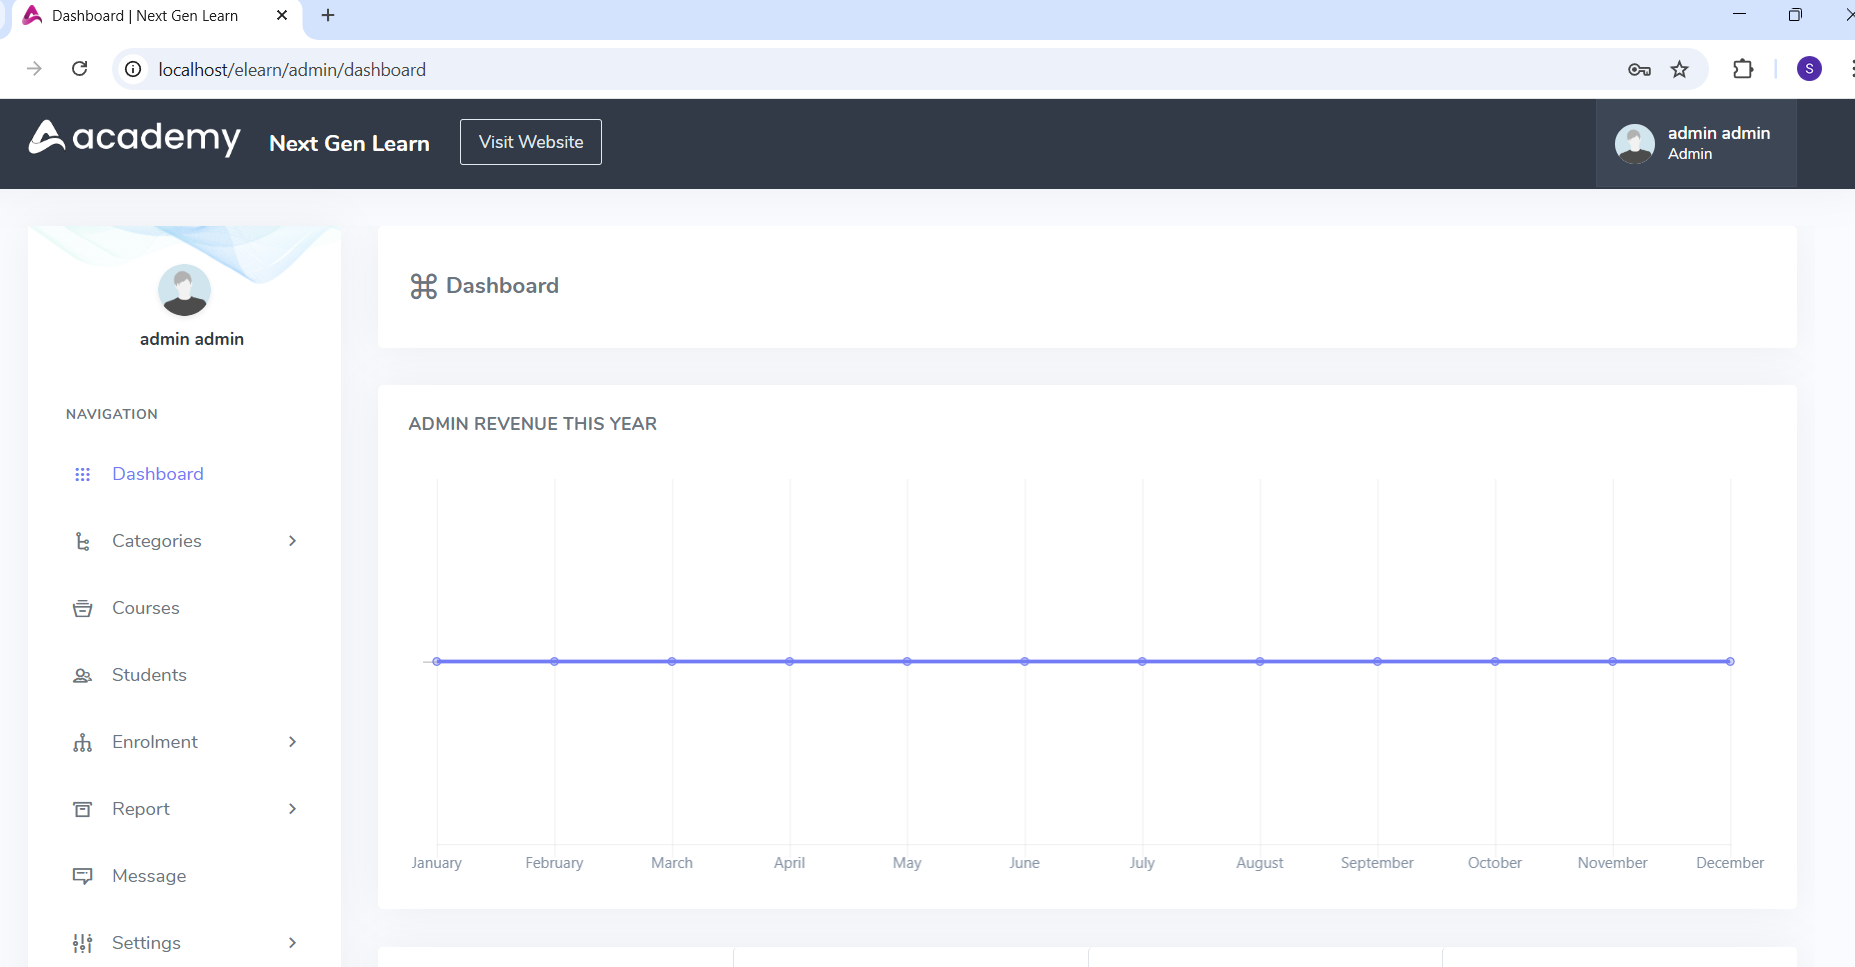 Dashboard | Next Gen Learn
localhost/elearn/admin/dashboard
S
academy
Next Gen Learn
Visit Website
admin admin
Admin
admin admin
NAVIGATION
Dashboard
Categories
Courses
Students
Enrolment
Report
Message
Settings
Dashboard
ADMIN REVENUE THIS YEAR
January February March April May June July August September October November December